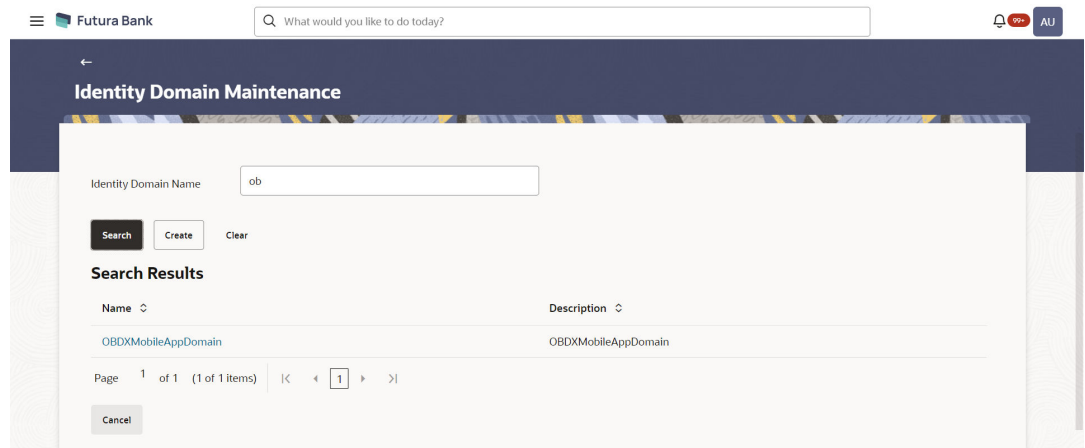 Futura Bank What would you like to do today? 99+ AU
Identity Domain Maintenance
Identity Domain Name ob
Search Create Clear
Search Results
Name Description
OBDXMobileAppDomain OBDXMobileAppDomain
Page 1 of 1 (1 of 1 items) 1
Cancel